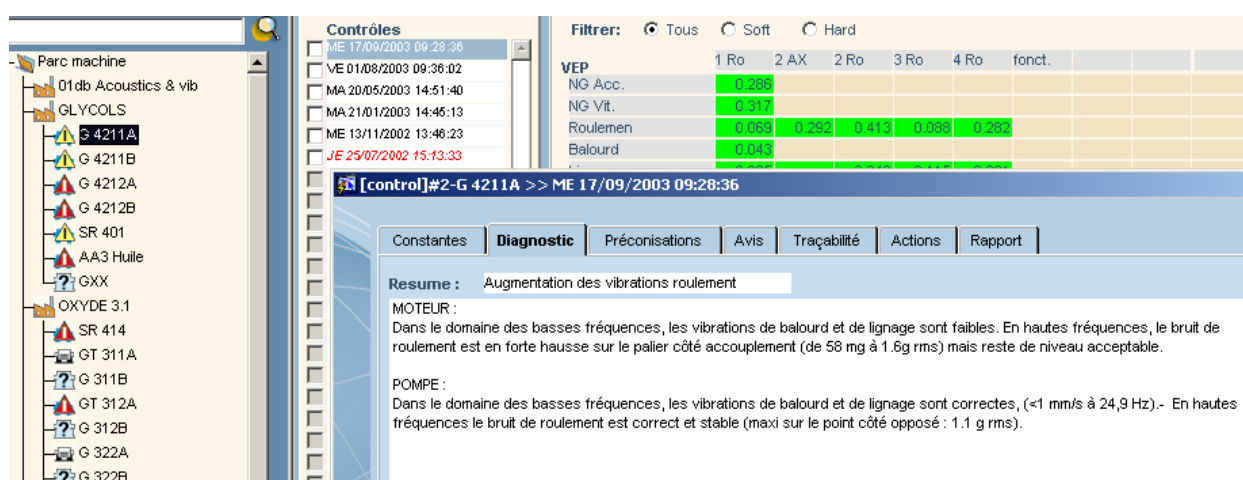 Parc machine
01db Acoustics & vib
GLYCOLS
G 4211A
G 4211B
G 4212A
G 4212B
SR 401
AA3 Huile
GXX
OXYDE 3.1
SR 414
GT 311A
G 311B
GT 312A
G 312B
G 322A
G 322B
Contrôles
ME 17/09/2003 09:28:36
VE 01/08/2003 09:36:02
MA 20/05/2003 14:51:40
MA 21/01/2003 14:45:13
ME 13/11/2002 13:46:23
JE 25/07/2002 15:13:33
Filtrer: Tous Soft Hard
VEP 1 Ro 2 AX 2 Ro 3 Ro 4 Ro fonct.
NG Acc. 0.286
NG Vit. 0.317
Roulemen 0.069 0.292 0.413 0.088 0.282
Balourd 0.043
[control]#2-G 4211A >> ME 17/09/2003 09:28:36
Constantes Diagnostic Préconisations Avis Traçabilité Actions Rapport
Resume : Augmentation des vibrations roulement
MOTEUR :
Dans le domaine des basses fréquences, les vibrations de balourd et de lignage sont faibles. En hautes fréquences, le bruit de
roulement est en forte hausse sur le palier côté accouplement (de 58 mg à 1.6g rms) mais reste de niveau acceptable.
POMPE :
Dans le domaine des basses fréquences, les vibrations de balourd et de lignage sont correctes, (<1 mm/s à 24,9 Hz).- En hautes
fréquences le bruit de roulement est correct et stable (maxi sur le point côté opposé : 1.1 g rms).